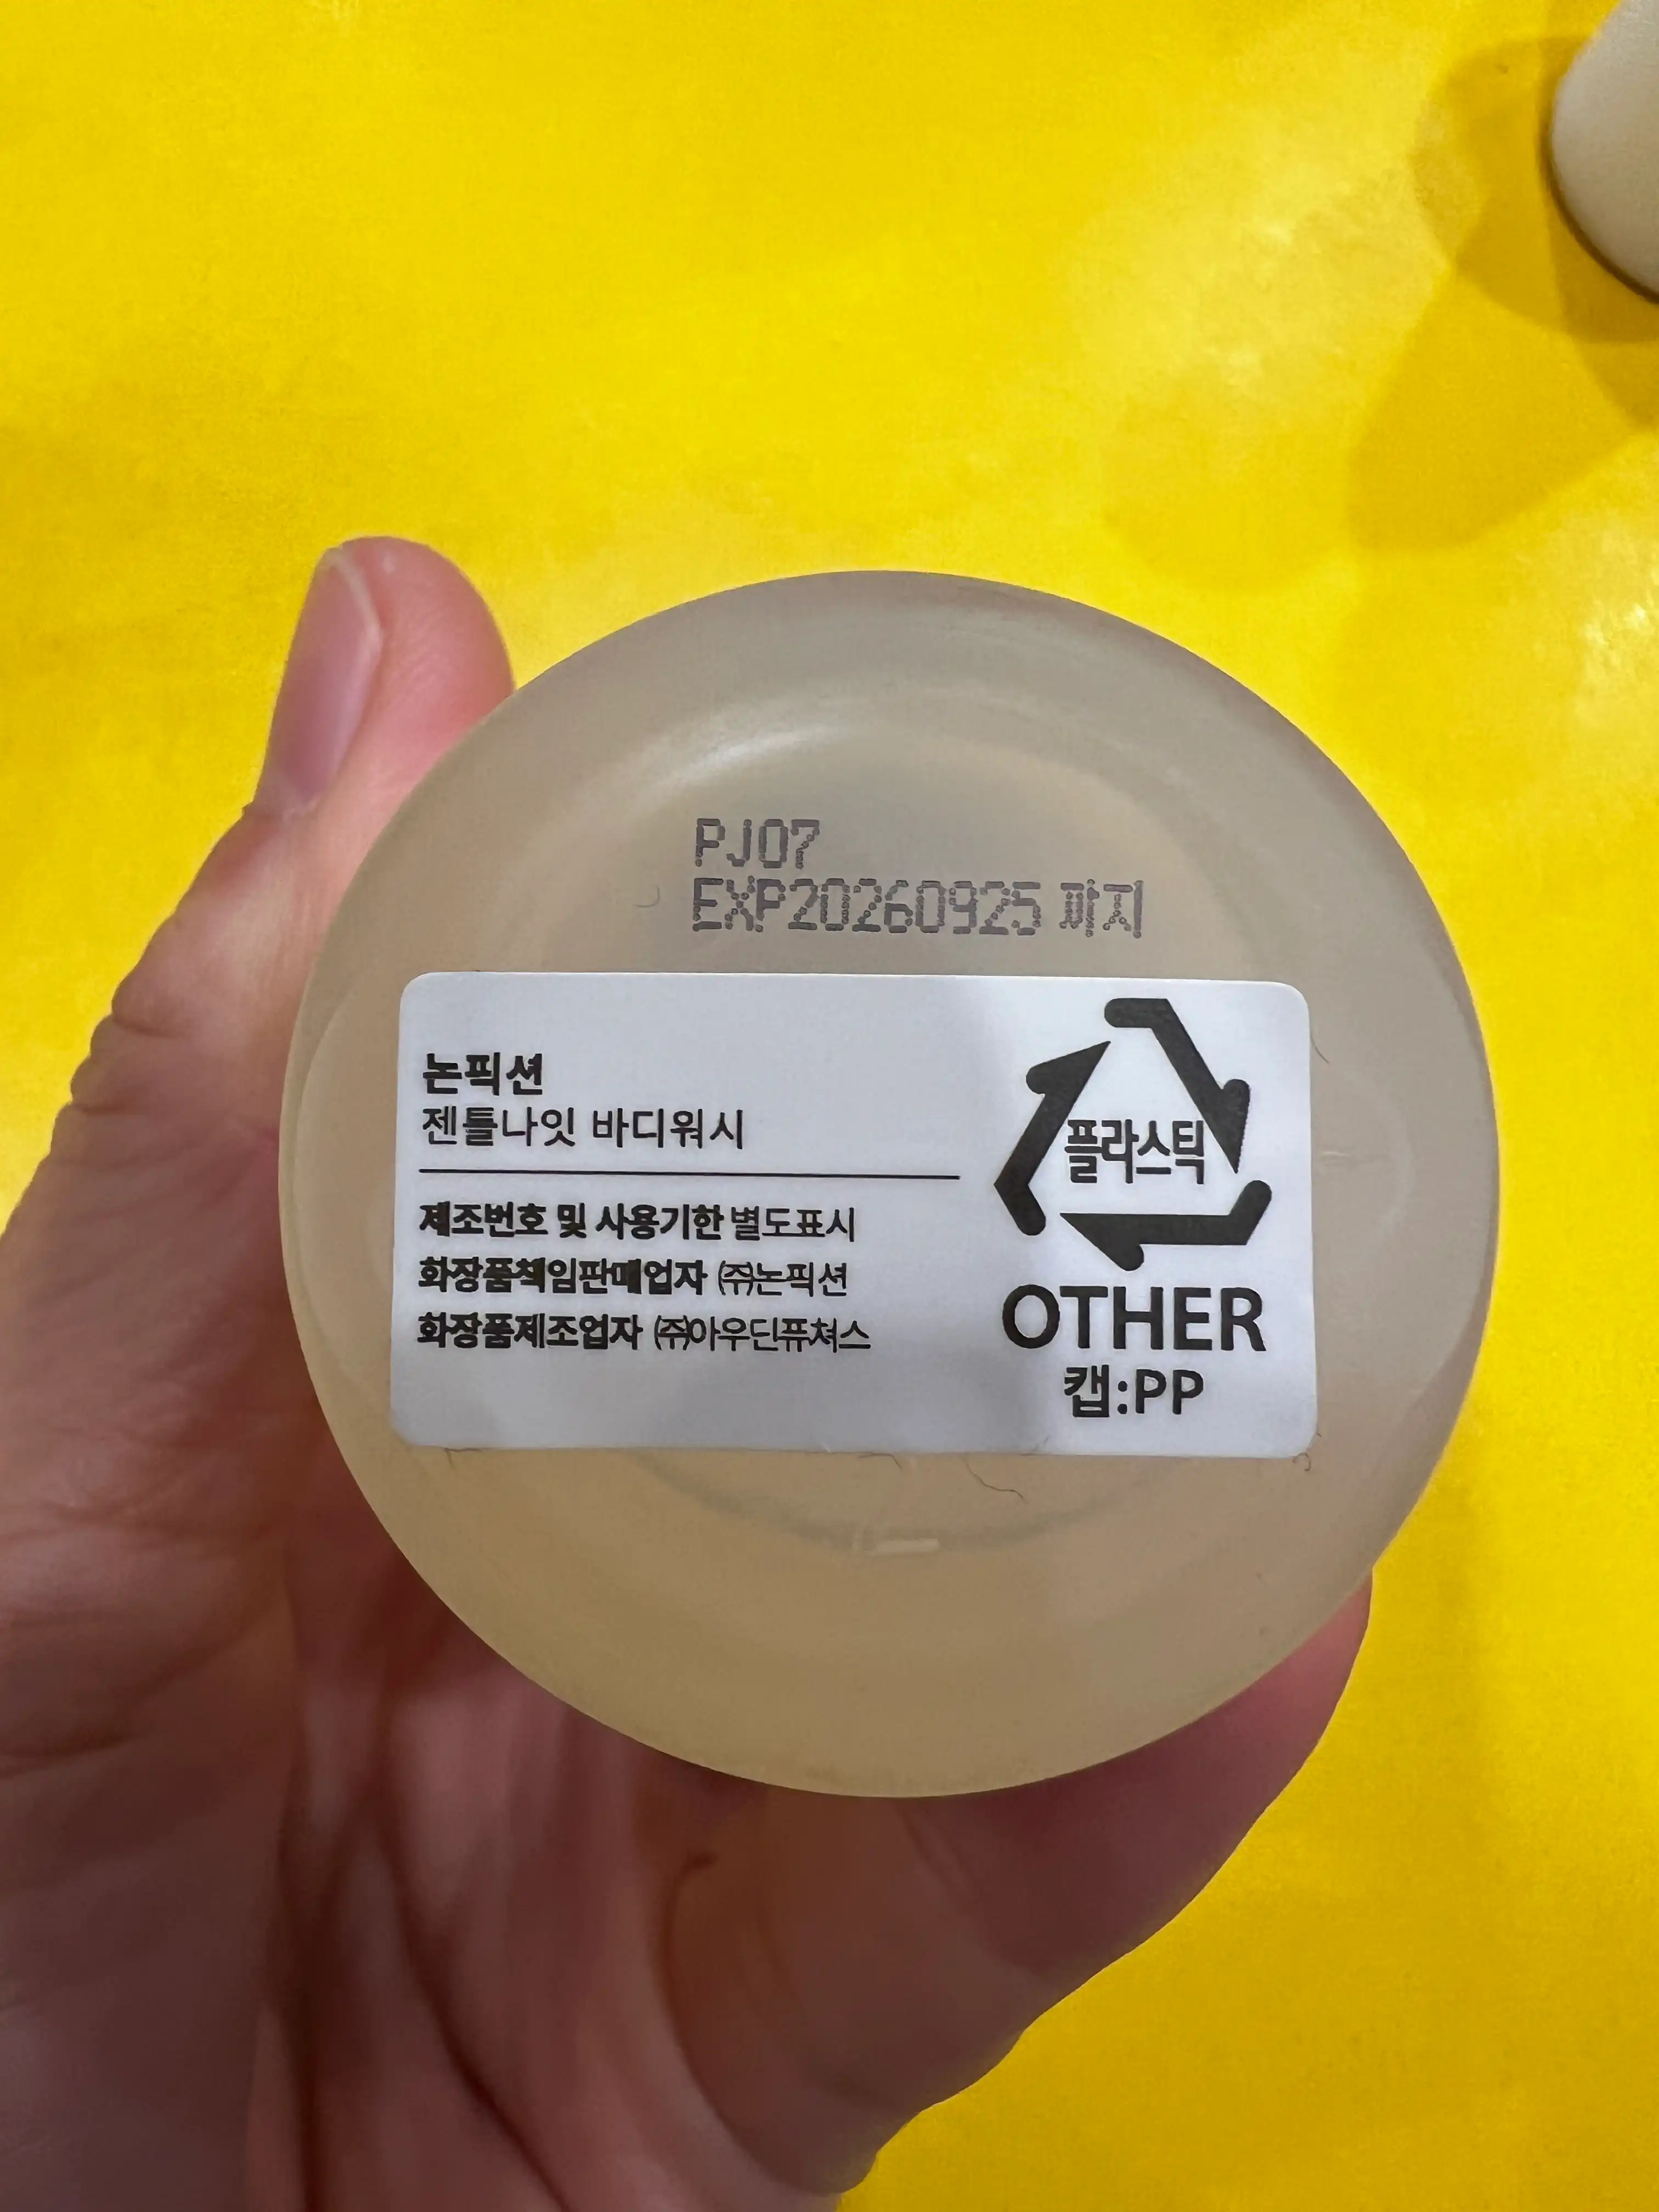 PJ07
EXP20260925 까지
논픽션
젠틀나잇 바디워시
제조번호 및 사용기한 별도표시
화장품책임판매업자 ㈜논픽션
화장품제조업자 ㈜아우딘퓨쳐스
플라스틱
OTHER
캡:PP